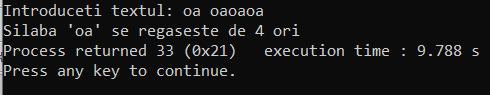 Introduceti textul: oa oaoaoa
Silaba 'oa' se regaseste de 4 ori
Process returned 33 (0x21)   execution time : 9.788 s
Press any key to continue.